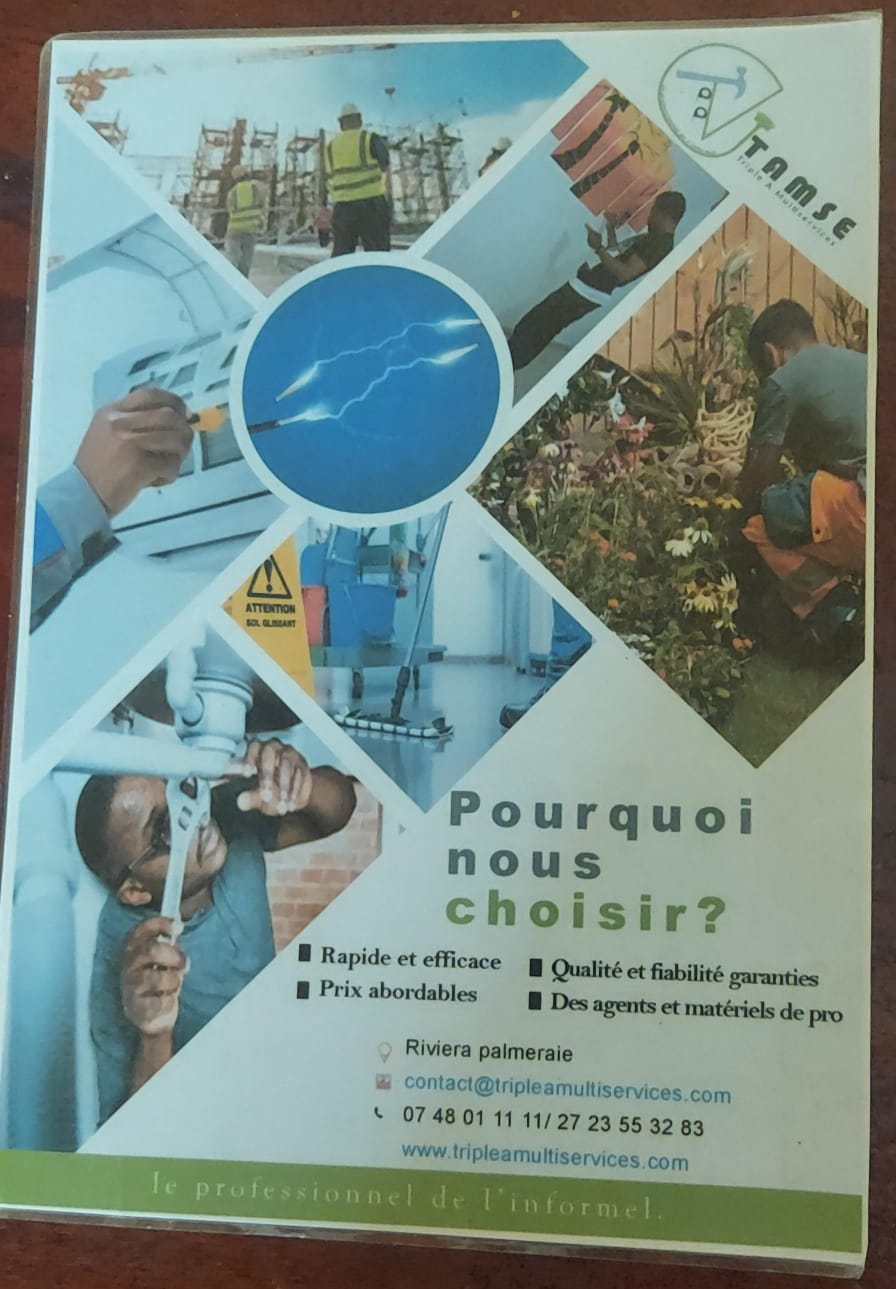 TAMSE
Triple A Multiservices
ATTENTION
SOL GLISSANT
Pourquoi
nous
choisir?
Rapide et efficace
Prix abordables
Qualité et fiabilité garanties
Des agents et matériels de pro
Riviera palmeraie
contact@tripleamultiservices.com
07 48 01 11 11/ 27 23 55 32 83
www.tripleamultiservices.com
le professionnel de l'informel.